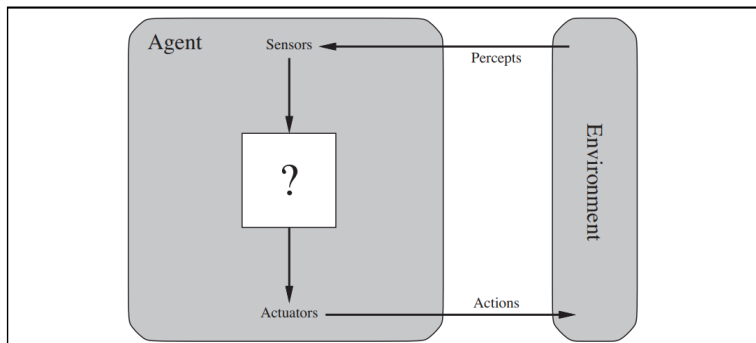 Agent
Sensors
Percepts
?
Environment
Actuators
Actions